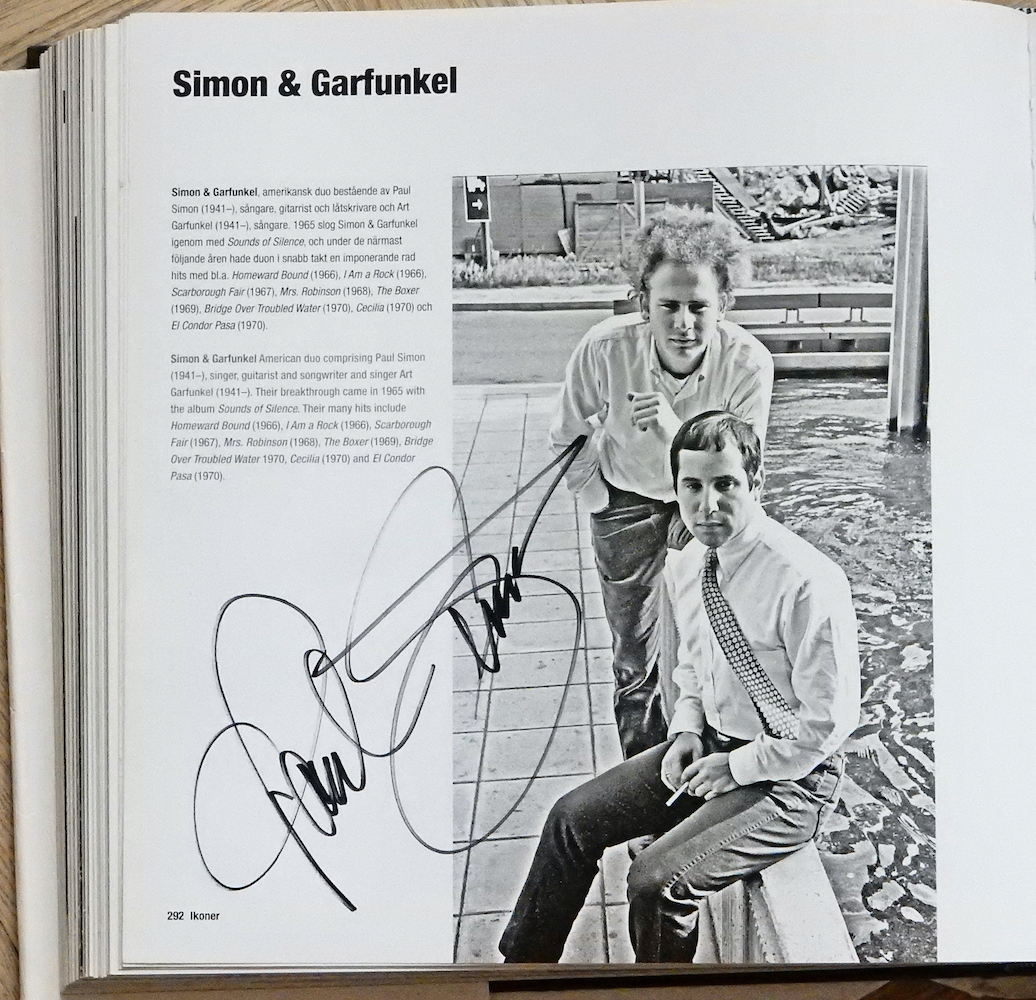 Simon & Garfunkel
Simon & Garfunkel, amerikansk duo bestående av Paul
Simon (1941–), sångare, gitarrist och låtskrivare och Art
Garfunkel (1941–), sångare. 1965 slog Simon & Garfunkel
igenom med Sounds of Silence, och under de närmast
följande åren hade duon i snabb takt en imponerande rad
hits med bl.a. Homeward Bound (1966), I Am a Rock (1966),
Scarborough Fair (1967), Mrs. Robinson (1968), The Boxer
(1969), Bridge Over Troubled Water (1970), Cecilia (1970) och
El Condor Pasa (1970).
Simon & Garfunkel American duo comprising Paul Simon
(1941–), singer, guitarist and songwriter and singer Art
Garfunkel (1941–). Their breakthrough came in 1965 with
the album Sounds of Silence. Their many hits include
Homeward Bound (1966), I Am a Rock (1966), Scarborough
Fair (1967), Mrs. Robinson (1968), The Boxer (1969), Bridge
Over Troubled Water 1970, Cecilia (1970) and El Condor
Pasa (1970).
Paul Simon
292 Ikoner